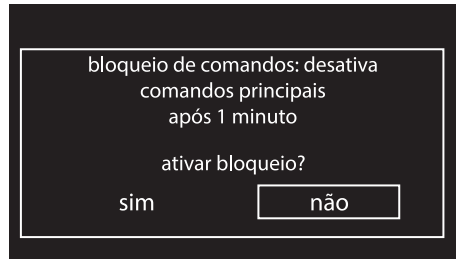 bloqueio de comandos: desativa
comandos principais
após 1 minuto
ativar bloqueio?
sim não